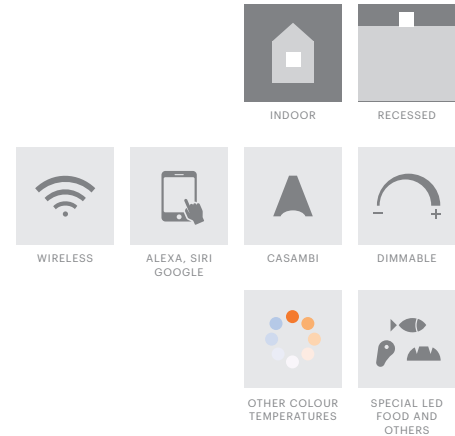 INDOOR
RECESSED
WIRELESS
ALEXA, SIRI
GOOGLE
CASAMBI
DIMMABLE
OTHER COLOUR
TEMPERATURES
SPECIAL LED
FOOD AND
OTHERS